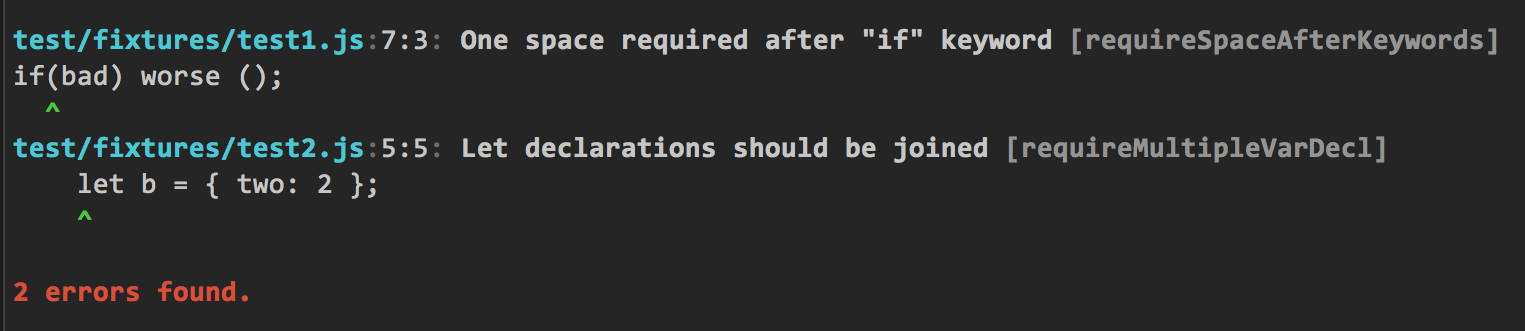 test/fixtures/test1.js:7:3: One space required after "if" keyword [requireSpaceAfterKeywords]
if(bad) worse ();
  ^
test/fixtures/test2.js:5:5: Let declarations should be joined [requireMultipleVarDecl]
    let b = { two: 2 };
    ^
2 errors found.